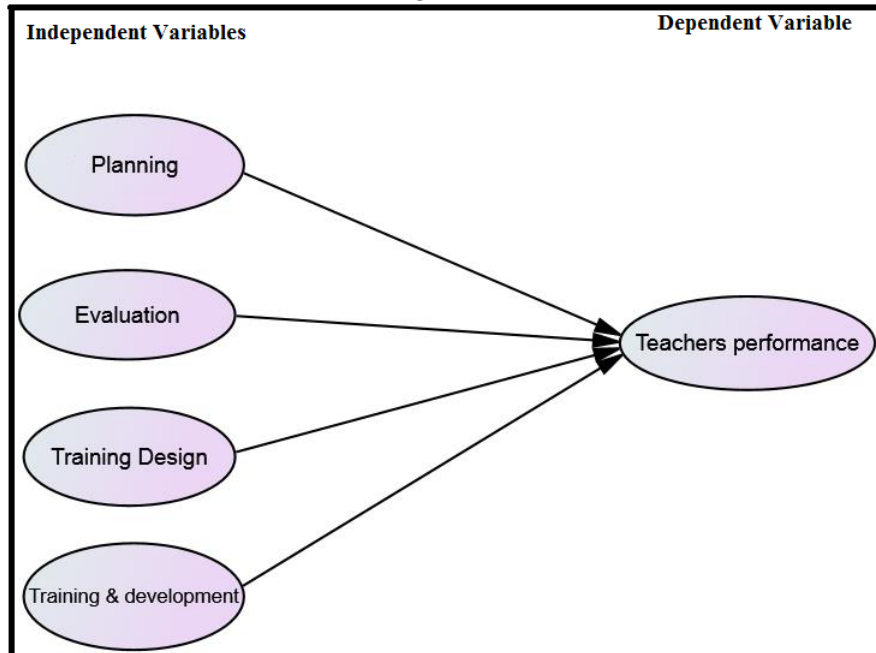 Independent Variables
Dependent Variable
Planning
Evaluation
Teachers performance
Training Design
Training & development